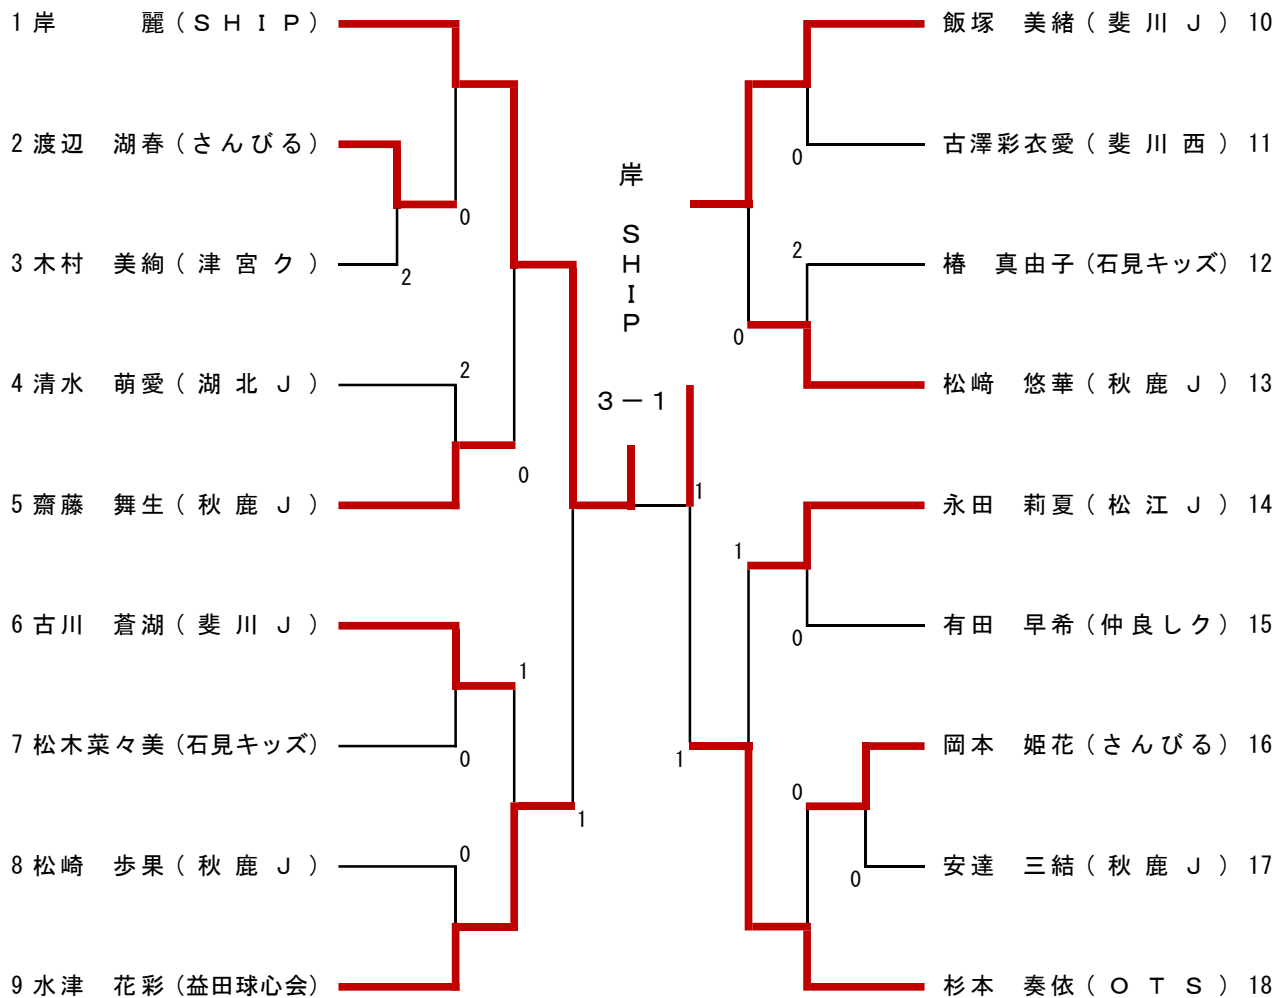 1 岸　　麗 (ＳＨＩＰ)
2 渡辺　湖春 (さんびる)
0
3 木村　美絢 (津宮ク)
2
4 清水　萌愛 (湖北Ｊ)
2
0
5 齋藤　舞生 (秋鹿Ｊ)
6 古川　蒼湖 (斐川Ｊ)
1
7 松木菜々美 (石見キッズ)
0
1
8 松崎　歩果 (秋鹿Ｊ)
0
9 水津　花彩 (益田球心会)
岸　ＳＨＩＰ
３－１
1
飯塚　美緒 (斐川Ｊ) 10
古澤彩衣愛 (斐川西) 11
0
2
椿　真由子 (石見キッズ) 12
0
松﨑　悠華 (秋鹿Ｊ) 13
永田　莉夏 (松江Ｊ) 14
1
有田　早希 (仲良しク) 15
0
岡本　姫花 (さんびる) 16
1
0
安達　三結 (秋鹿Ｊ) 17
0
杉本　奏依 (ＯＴＳ) 18